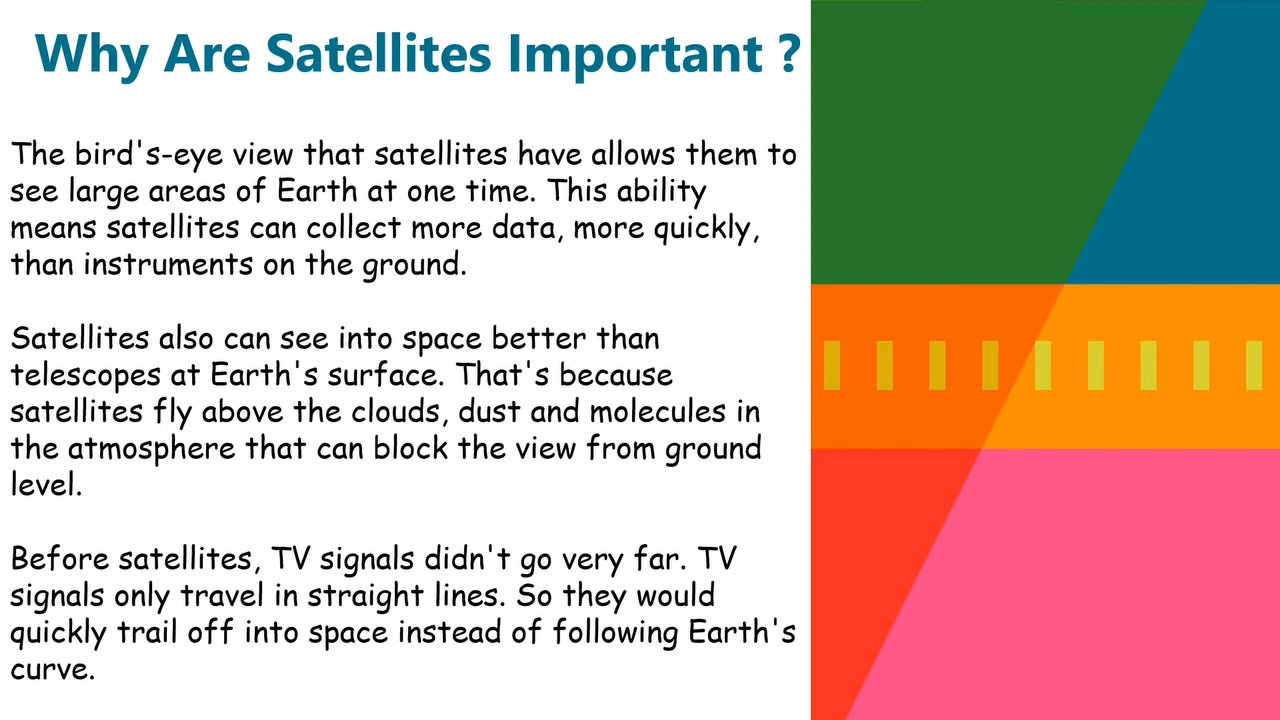 Why Are Satellites Important ?
The bird's-eye view that satellites have allows them to
see large areas of Earth at one time. This ability
means satellites can collect more data, more quickly,
than instruments on the ground.
Satellites also can see into space better than
telescopes at Earth's surface. That's because
satellites fly above the clouds, dust and molecules in
the atmosphere that can block the view from ground
level.
Before satellites, TV signals didn't go very far. TV
signals only travel in straight lines. So they would
quickly trail off into space instead of following Earth's
curve.